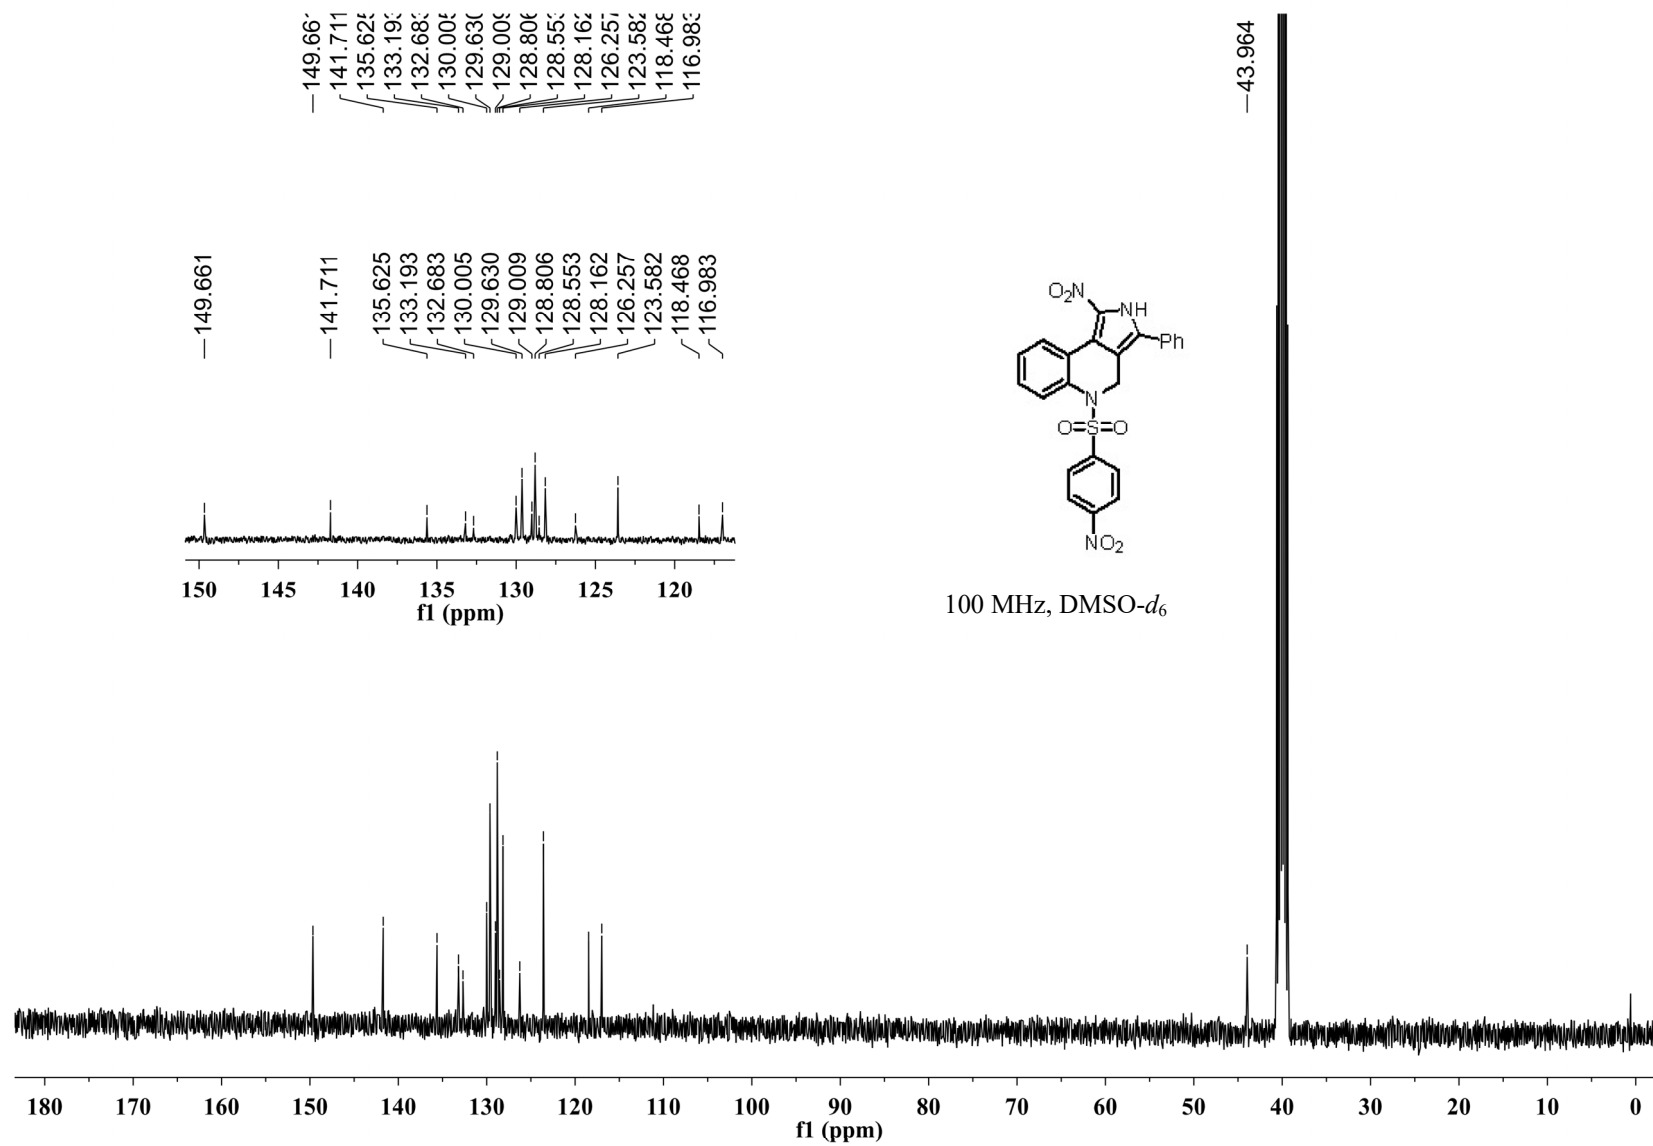 149.66
141.711
135.625
133.193
132.683
130.005
129.630
129.009
128.806
128.553
128.162
126.257
123.582
118.468
116.983
43.964
149.661
141.711
135.625
133.193
132.683
130.005
129.630
129.009
128.806
128.553
128.162
126.257
123.582
118.468
116.983
O₂N
NH
Ph
N
O=S=O
NO₂
150 145 140 135 130 125 120
f1 (ppm)
100 MHz, DMSO-d₆
180 170 160 150 140 130 120 110 100 90 80 70 60 50 40 30 20 10 0
f1 (ppm)